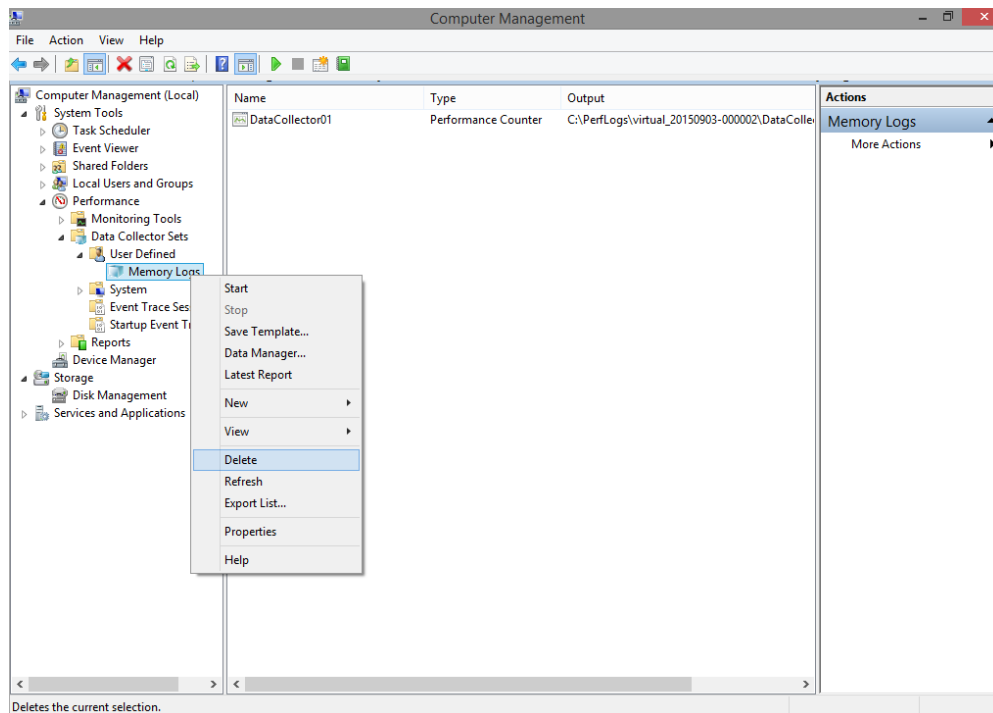 Computer Management
File Action View Help
Computer Management (Local)
System Tools
Task Scheduler
Event Viewer
Shared Folders
Local Users and Groups
Performance
Monitoring Tools
Data Collector Sets
User Defined
Memory Logs
System
Event Trace Ses
Startup Event T
Reports
Device Manager
Storage
Disk Management
Services and Applications
Name Type Output
DataCollector01 Performance Counter C:\PerfLogs\virtual_20150903-000002\DataColle
Start
Stop
Save Template...
Data Manager...
Latest Report
New
View
Delete
Refresh
Export List...
Properties
Help
Actions
Memory Logs
More Actions
Deletes the current selection.